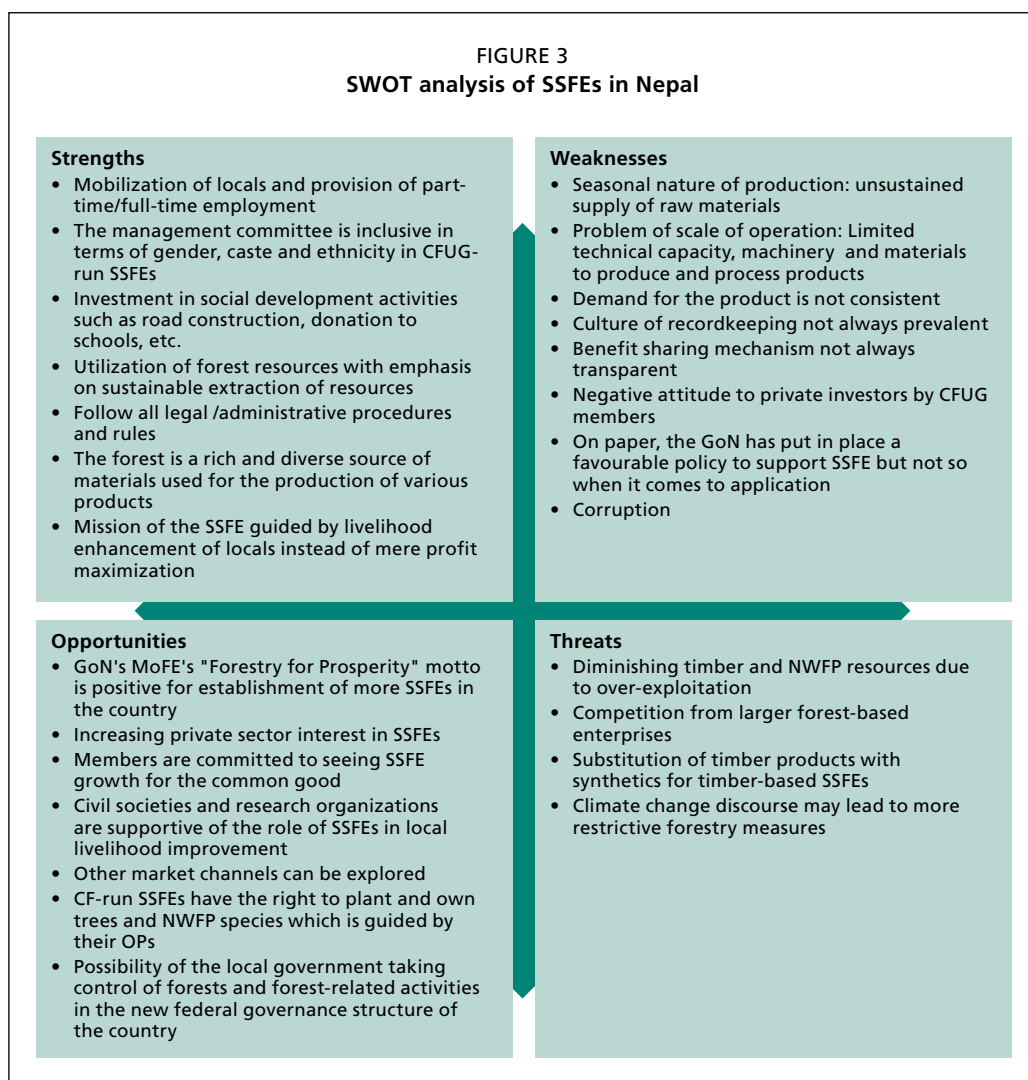 FIGURE 3
SWOT analysis of SSFEs in Nepal
Strengths
• Mobilization of locals and provision of part-
time/full-time employment
• The management committee is inclusive in
terms of gender, caste and ethnicity in CFUG-
run SSFEs
• Investment in social development activities
such as road construction, donation to
schools, etc.
• Utilization of forest resources with emphasis
on sustainable extraction of resources
• Follow all legal /administrative procedures
and rules
• The forest is a rich and diverse source of
materials used for the production of various
products
• Mission of the SSFE guided by livelihood
enhancement of locals instead of mere profit
maximization
Weaknesses
• Seasonal nature of production: unsustained
supply of raw materials
• Problem of scale of operation: Limited
technical capacity, machinery and materials
to produce and process products
• Demand for the product is not consistent
• Culture of recordkeeping not always prevalent
• Benefit sharing mechanism not always
transparent
• Negative attitude to private investors by CFUG
members
• On paper, the GoN has put in place a
favourable policy to support SSFE but not so
when it comes to application
• Corruption
Opportunities
• GoN's MoFE's "Forestry for Prosperity" motto
is positive for establishment of more SSFEs in
the country
• Increasing private sector interest in SSFEs
• Members are committed to seeing SSFE
growth for the common good
• Civil societies and research organizations
are supportive of the role of SSFEs in local
livelihood improvement
• Other market channels can be explored
• CF-run SSFEs have the right to plant and own
trees and NWFP species which is guided by
their OPs
• Possibility of the local government taking
control of forests and forest-related activities
in the new federal governance structure of
the country
Threats
• Diminishing timber and NWFP resources due
to over-exploitation
• Competition from larger forest-based
enterprises
• Substitution of timber products with
synthetics for timber-based SSFEs
• Climate change discourse may lead to more
restrictive forestry measures